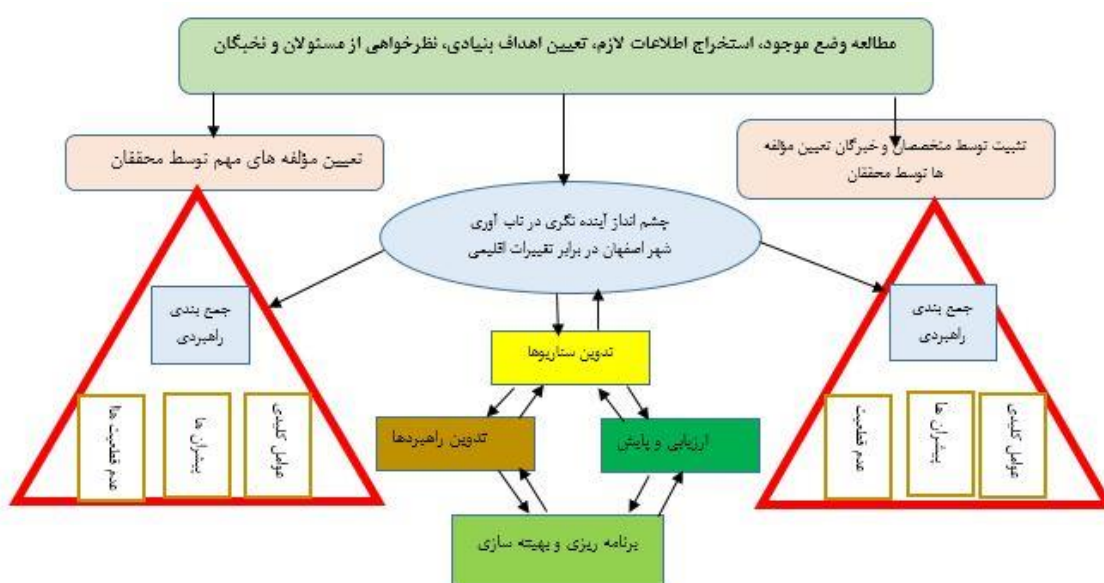 مطالعه وضع موجود، استخراج اطلاعات لازم، تعیین اهداف بنیادی، نظرخواهی از مسئولان و نخبگان
تثبیت توسط متخصصان و خبرگان تعیین مؤلفه
ها توسط محققان
تعیین مؤلفه های مهم توسط محققان
چشم انداز آینده نگری در تاب آوری
شهر اصفهان در برابر تغییرات اقلیمی
جمع بندی
راهبردی
عوامل کلیدی
پیشران ها
عدم قطعیت
تدوین سناریوها
ارزیابی و پایش
تدوین راهبردها
برنامه ریزی و بهینه سازی
جمع بندی
راهبردی
عوامل کلیدی
پیشران ها
عدم قطعیت ها